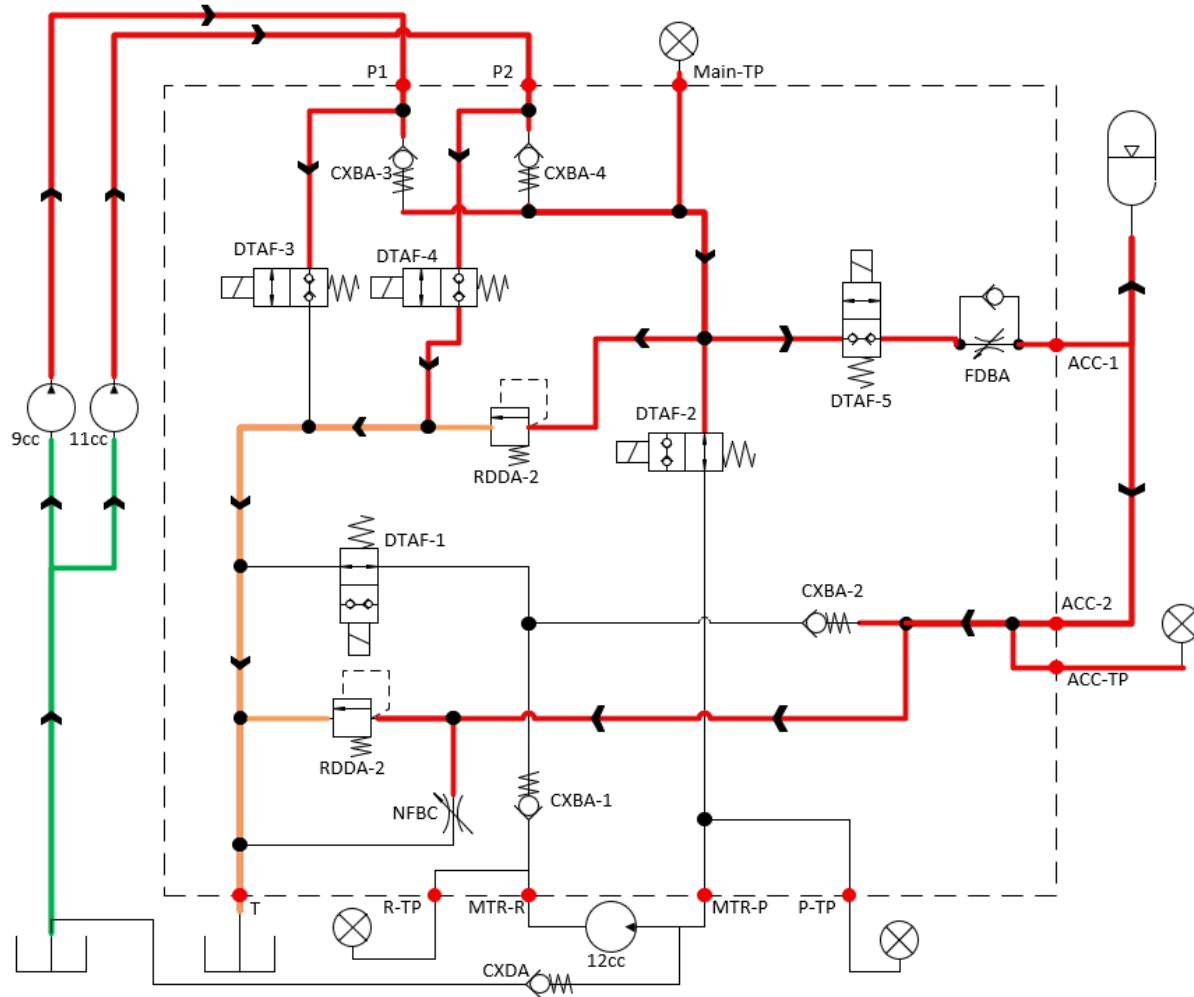 P1
P2
Main-TP
CXBA-3
CXBA-4
DTAF-3
DTAF-4
DTAF-5
FDBA
ACC-1
9cc
11cc
DTAF-2
RDDA-2
DTAF-1
CXBA-2
ACC-2
ACC-TP
RDDA-2
NFBC
CXBA-1
T
R-TP
MTR-R
MTR-P
P-TP
12cc
CXDA